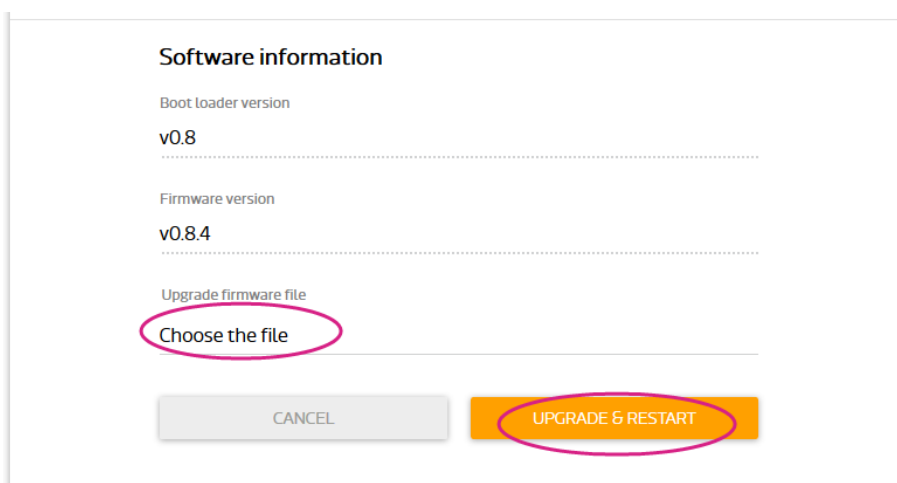 Software information
Boot loader version
v0.8
Firmware version
v0.8.4
Upgrade firmware file
Choose the file
CANCEL
UPGRADE & RESTART